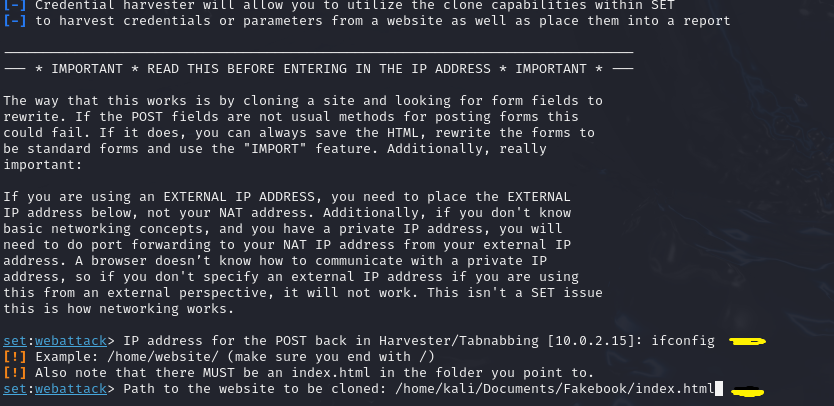 [-] Credential harvester will allow you to utilize the clone capabilities within SET
[-] to harvest credentials or parameters from a website as well as place them into a report
--- * IMPORTANT * READ THIS BEFORE ENTERING IN THE IP ADDRESS * IMPORTANT * ---
The way that this works is by cloning a site and looking for form fields to
rewrite. If the POST fields are not usual methods for posting forms this
could fail. If it does, you can always save the HTML, rewrite the forms to
be standard forms and use the "IMPORT" feature. Additionally, really
important:
If you are using an EXTERNAL IP ADDRESS, you need to place the EXTERNAL
IP address below, not your NAT address. Additionally, if you don't know
basic networking concepts, and you have a private IP address, you will
need to do port forwarding to your NAT IP address from your external IP
address. A browser doesn’t know how to communicate with a private IP
address, so if you don't specify an external IP address if you are using
this from an external perspective, it will not work. This isn't a SET issue
this is how networking works.
set:webattack> IP address for the POST back in Harvester/Tabnabbing [10.0.2.15]: ifconfig
[!] Example: /home/website/ (make sure you end with /)
[!] Also note that there MUST be an index.html in the folder you point to.
set:webattack> Path to the website to be cloned: /home/kali/Documents/Fakebook/index.html